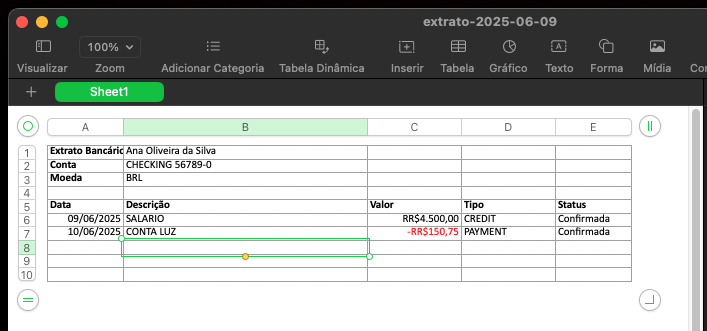 extrato-2025-06-09
100%
Visualizar Zoom Adicionar Categoria Tabela Dinâmica Inserir Tabela Gráfico Texto Forma Mídia
Sheet1
A B C D E
1 Extrato Bancário Ana Oliveira da Silva
2 Conta CHECKING 56789-0
3 Moeda BRL
4
5 Data Descrição Valor Tipo Status
6 09/06/2025 SALARIO RR$4.500,00 CREDIT Confirmada
7 10/06/2025 CONTA LUZ -RR$150,75 PAYMENT Confirmada
8
9
10